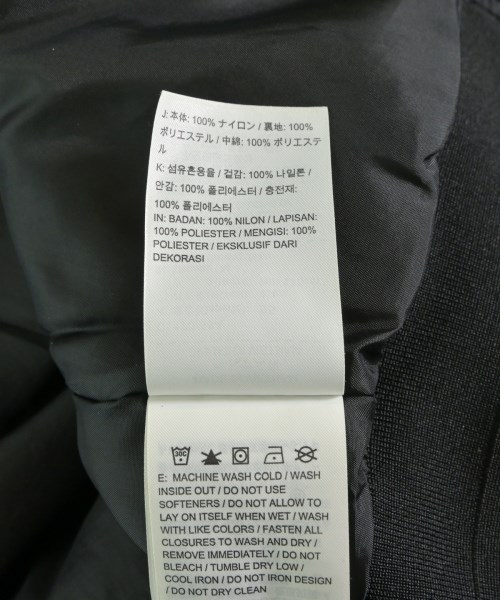 J: 本体: 100% ナイロン / 裏地: 100%
ポリエステル / 中綿: 100% ポリエステ
ル
K: 섬유혼용율 / 겉감: 100% 나일론 /
안감: 100% 폴리에스터 / 충전재:
100% 폴리에스터
IN: BADAN: 100% NILON / LAPISAN:
100% POLIESTER / MENGISI: 100%
POLIESTER / EKSKLUSIF DARI
DEKORASI
30C
E: MACHINE WASH COLD / WASH
INSIDE OUT / DO NOT USE
SOFTENERS / DO NOT ALLOW TO
LAY ON ITSELF WHEN WET / WASH
WITH LIKE COLORS / FASTEN ALL
CLOSURES TO WASH AND DRY /
REMOVE IMMEDIATELY / DO NOT
BLEACH / TUMBLE DRY LOW /
COOL IRON / DO NOT IRON DESIGN
/ DO NOT DRY CLEAN